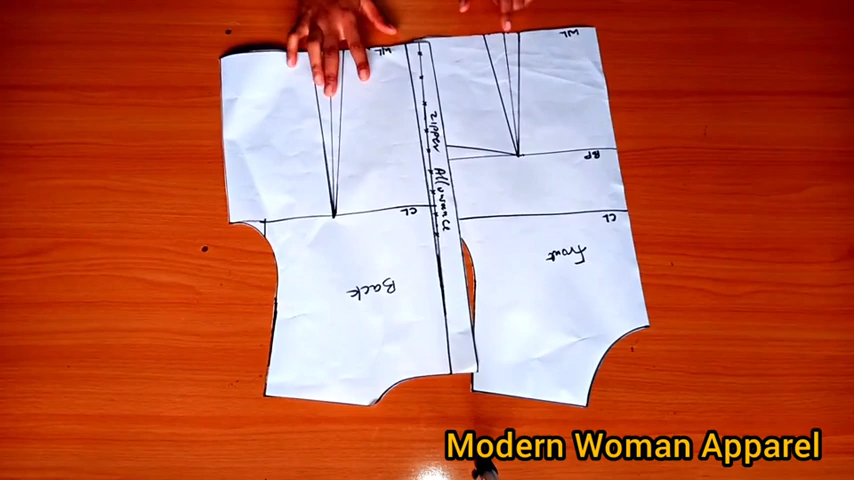 WL
WL
Zipper Allowance
BP
CL
CL
Front
Back
Modern Woman Apparel